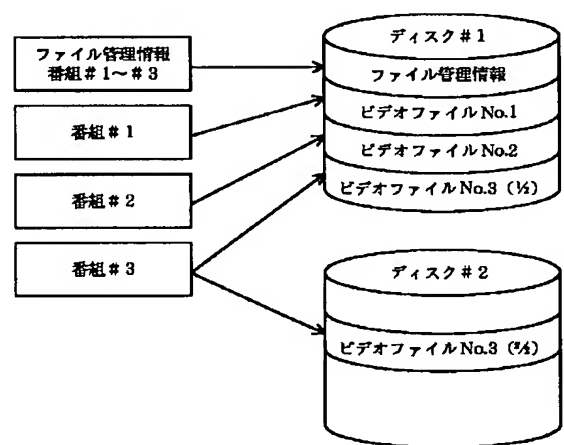 ファイル管理情報
番組#1～#3
番組#1
番組#2
番組#3
ディスク#1
ファイル管理情報
ビデオファイルNo.1
ビデオファイルNo.2
ビデオファイルNo.3（½）
ディスク#2
ビデオファイルNo.3（²⁄₂）